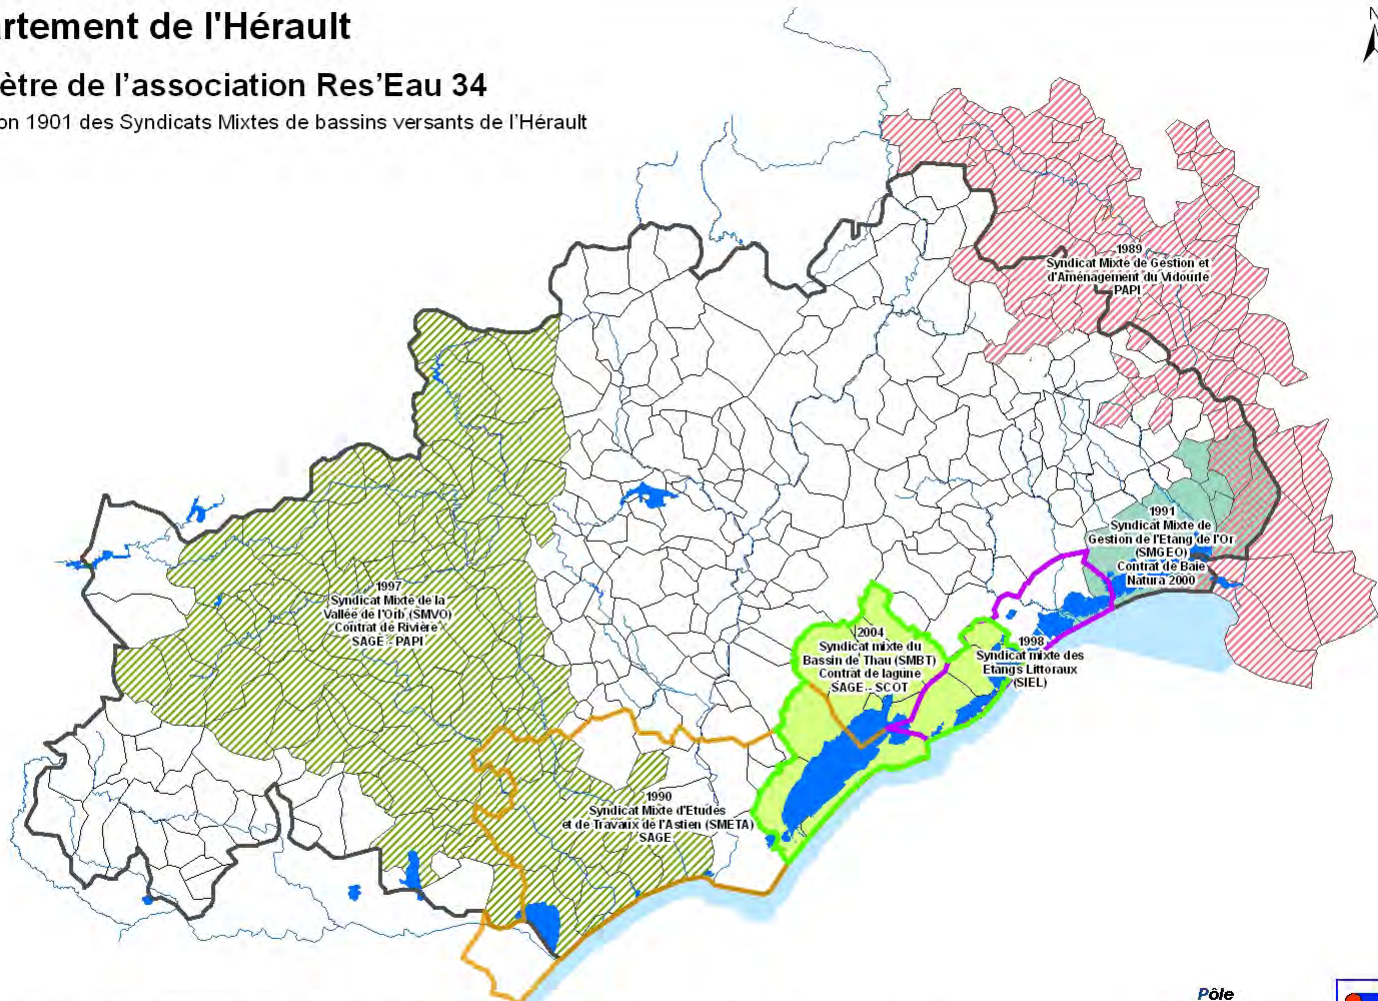 rtement de l'Hérault
ètre de l'association Res'Eau 34
on 1901 des Syndicats Mixtes de bassins versants de l'Hérault
N
1989
Syndicat Mixte de Gestion et
d'Aménagement du Vidourle
PAPI
1991
Syndicat Mixte de
Gestion de l'Etang de l'Or
(SMGEO)
Contrat de Baie
Natura 2000
1997
Syndicat Mixte de la
Vallée de l'Orb (SMVO)
Contrat de Rivière
SAGE - PAPI
2004
Syndicat mixte du
Bassin de Thau (SMBT)
Contrat de lagune
SAGE - SCOT
1998
Syndicat mixte des
Etangs Littoraux
(SIEL)
1990
Syndicat Mixte d'Etudes
et de Travaux de l'Astien (SMETA)
SAGE
Pôle